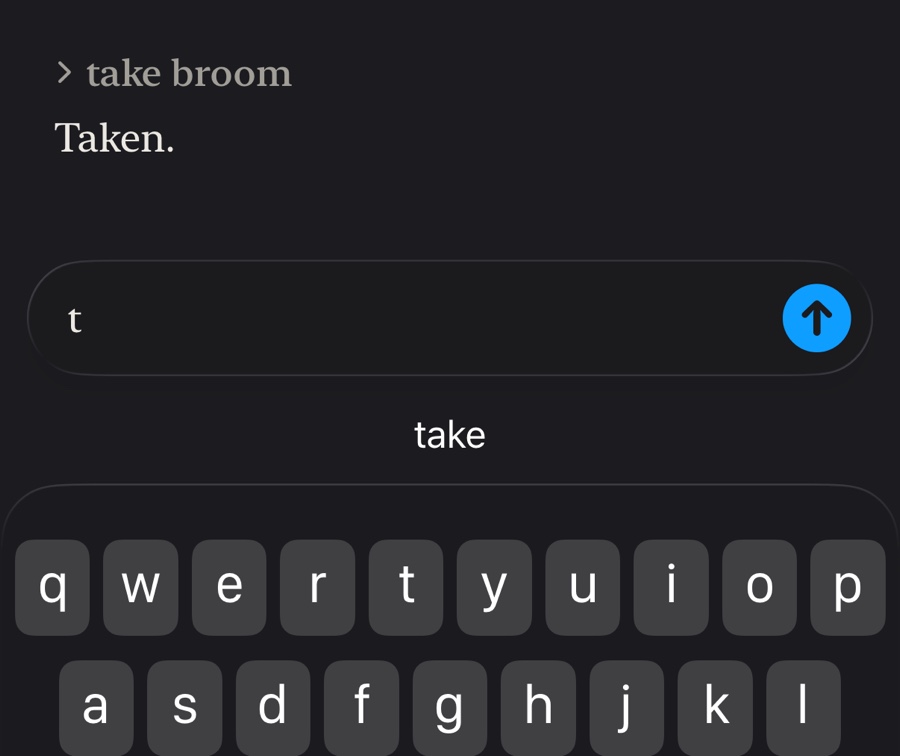 > take broom
Taken.
t
take
q w e r t y u i o p
a s d f g h j k l